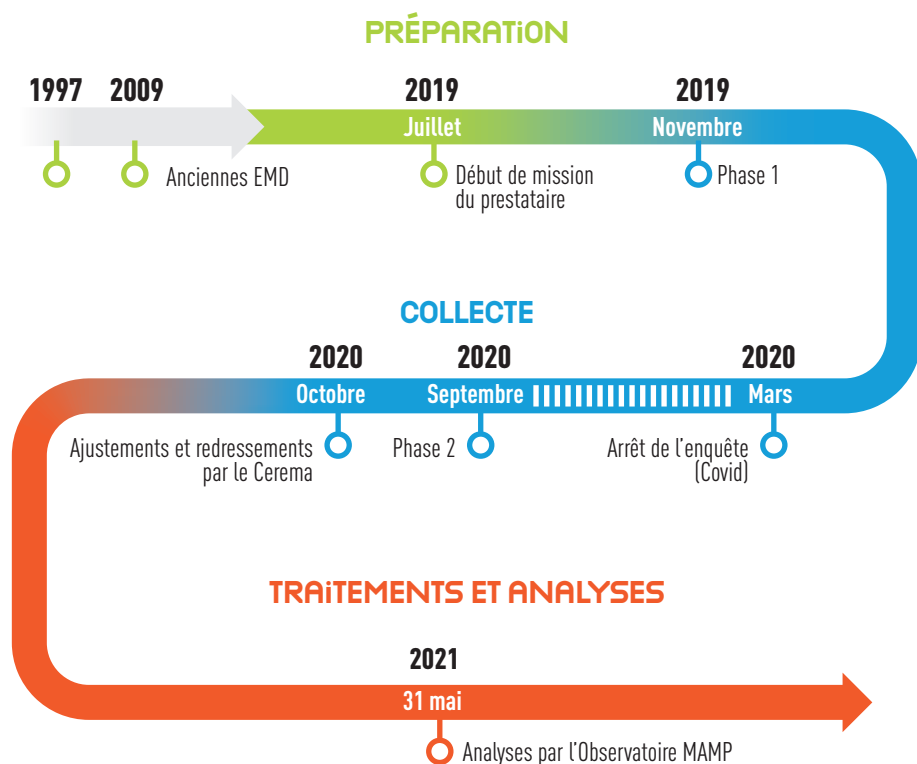 PRÉPARATiON
1997
2009
2019
2019
Juillet
Novembre
Anciennes EMD
Début de mission
du prestataire
Phase 1
COLLECTE
2020
2020
2020
Octobre
Septembre
Mars
Ajustements et redressements
par le Cerema
Phase 2
Arrêt de l'enquête
(Covid)
TRAiTEMENTS ET ANALYSES
2021
31 mai
Analyses par l'Observatoire MAMP